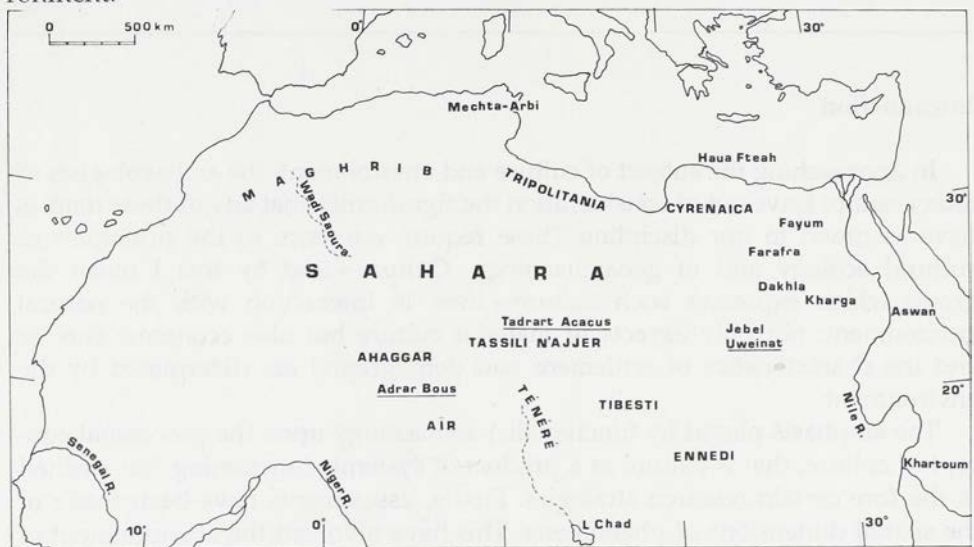 0 500 km
0°
30°
Mechta-Arbi
MAGHRIB
Haua Fteah
TRIPOLITANIA
CYRENAICA
30°
Wadi Saoura
Fayum
SAHARA
Farafra
Dakhla
Kharga
Aswan
Tadrart Acacus
Jebel
Uweinat
TASSILI N'AJJER
AHAGGAR
Adrar Bous
20°
TÉNÉRÉ
TIBESTI
Nile R.
AÏR
ENNEDI
Khartoum
Senegal R.
Niger R.
10°
0°
L Chad
30°